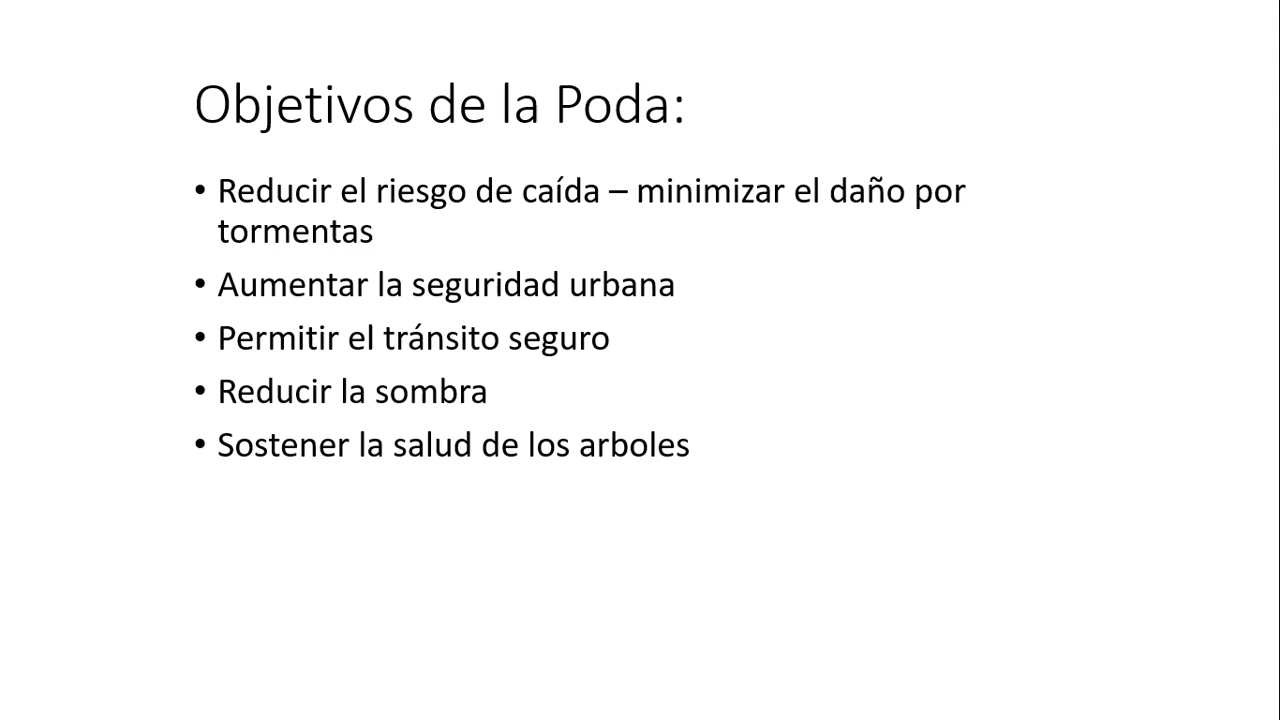 Objetivos de la Poda:
• Reducir el riesgo de caída – minimizar el daño por
tormentas
• Aumentar la seguridad urbana
• Permitir el tránsito seguro
• Reducir la sombra
• Sostener la salud de los arboles